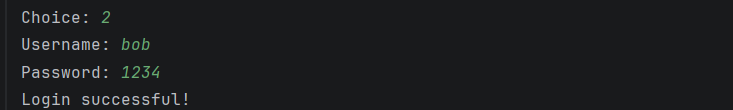 Choice: 2
Username: bob
Password: 1234
Login successful!